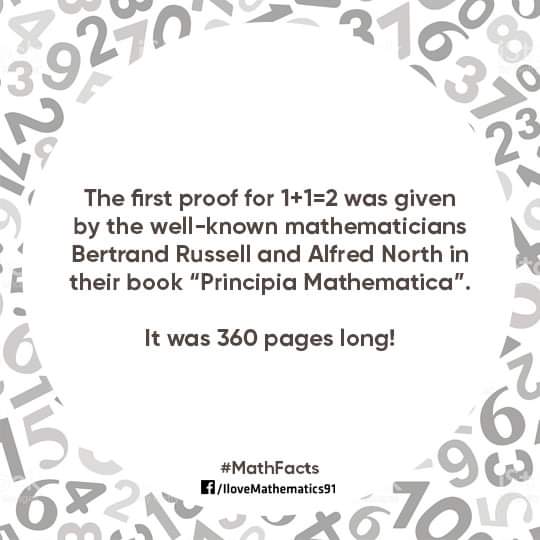 The first proof for 1+1=2 was given
by the well-known mathematicians
Bertrand Russell and Alfred North in
their book “Principia Mathematica”.
It was 360 pages long!
#MathFacts
f/IloveMathematics91